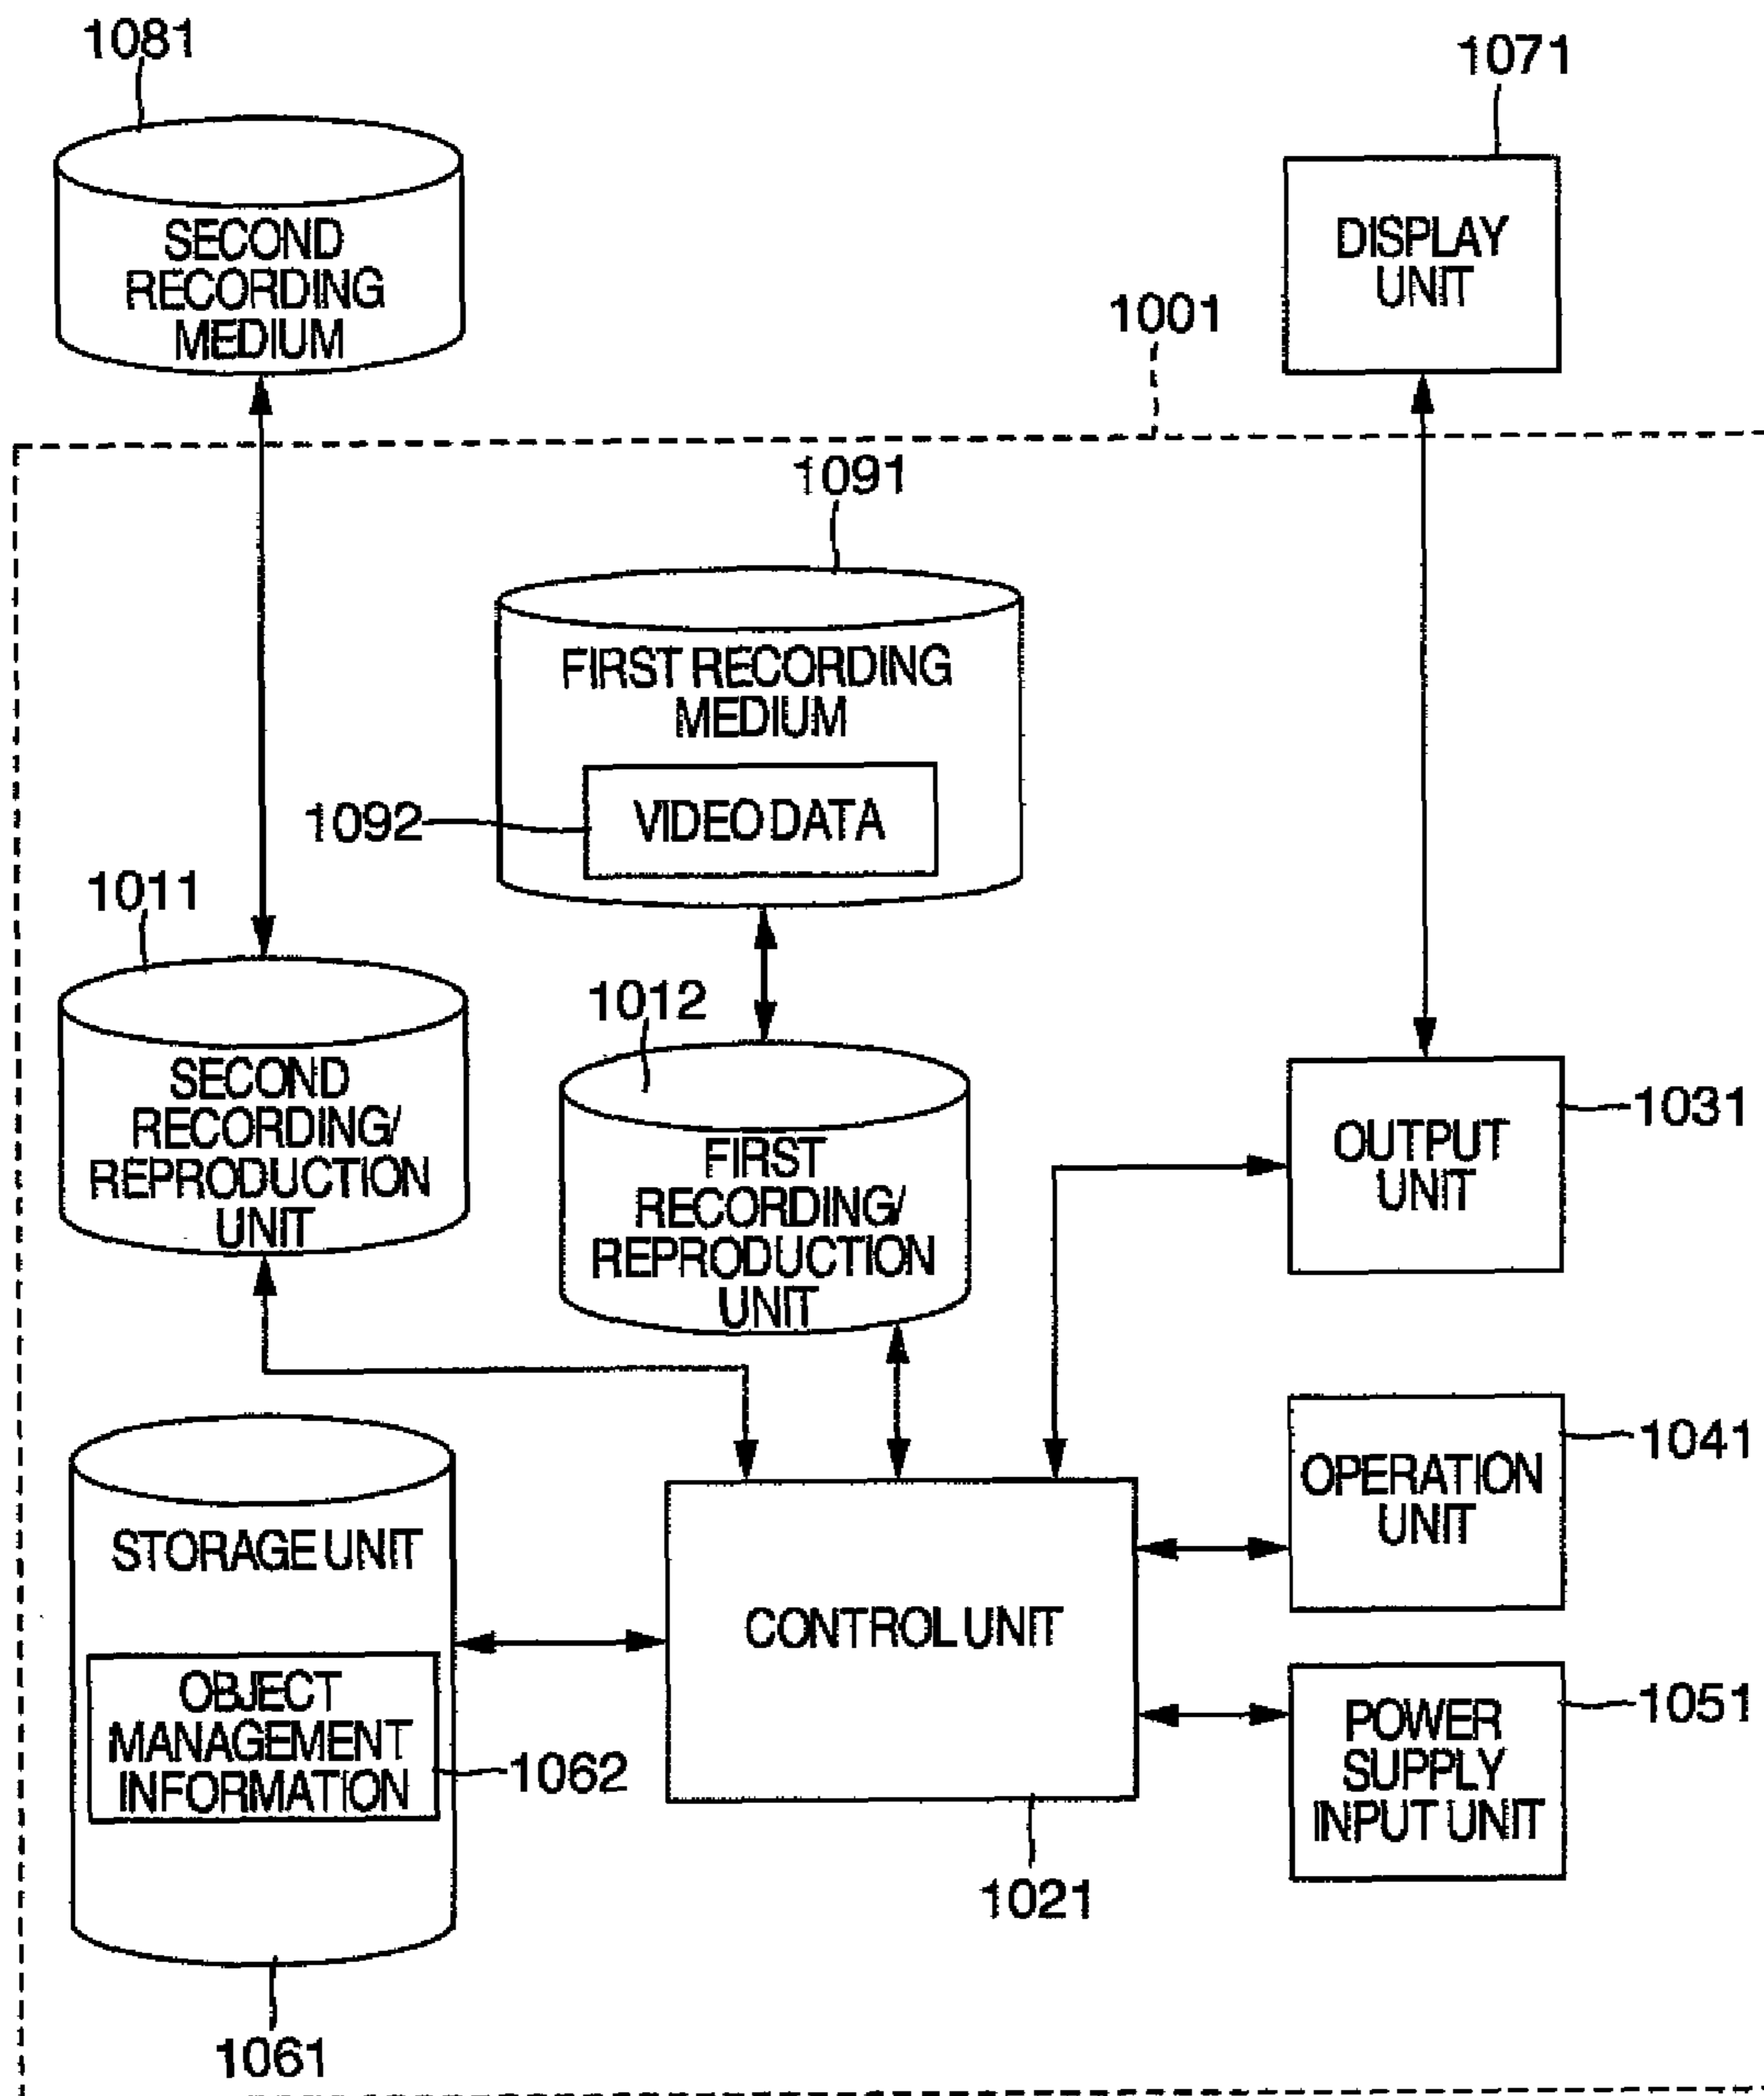 1081
1071
SECOND
RECORDING
MEDIUM
DISPLAY
UNIT
1001
1091
FIRST RECORDING
MEDIUM
1092
VIDEO DATA
1011
1012
SECOND
RECORDING/
REPRODUCTION
UNIT
FIRST
RECORDING/
REPRODUCTION
UNIT
OUTPUT
UNIT
1031
STORAGE UNIT
CONTROL UNIT
OPERATION
UNIT
1041
OBJECT
MANAGEMENT
INFORMATION
1062
POWER
SUPPLY
INPUT UNIT
1051
1021
1061